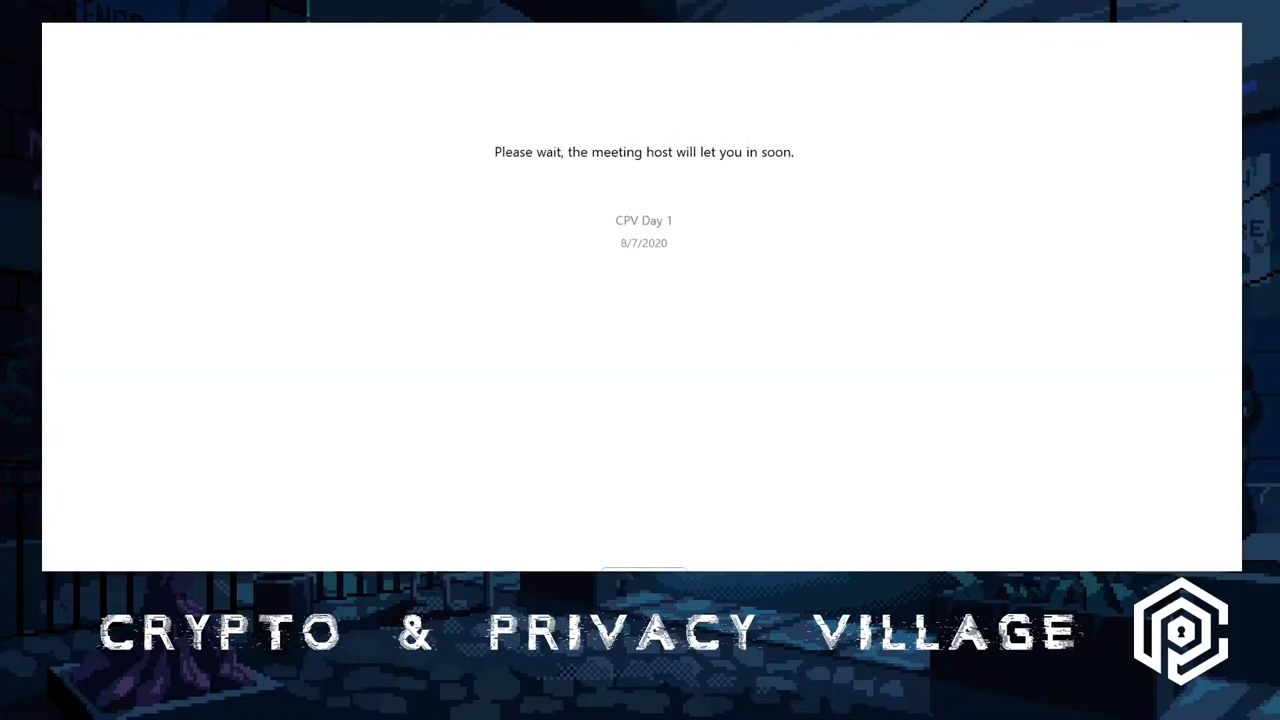 Please wait, the meeting host will let you in soon.
CPV Day 1
8/7/2020
CRYPTO & PRIVACY VILLAGE